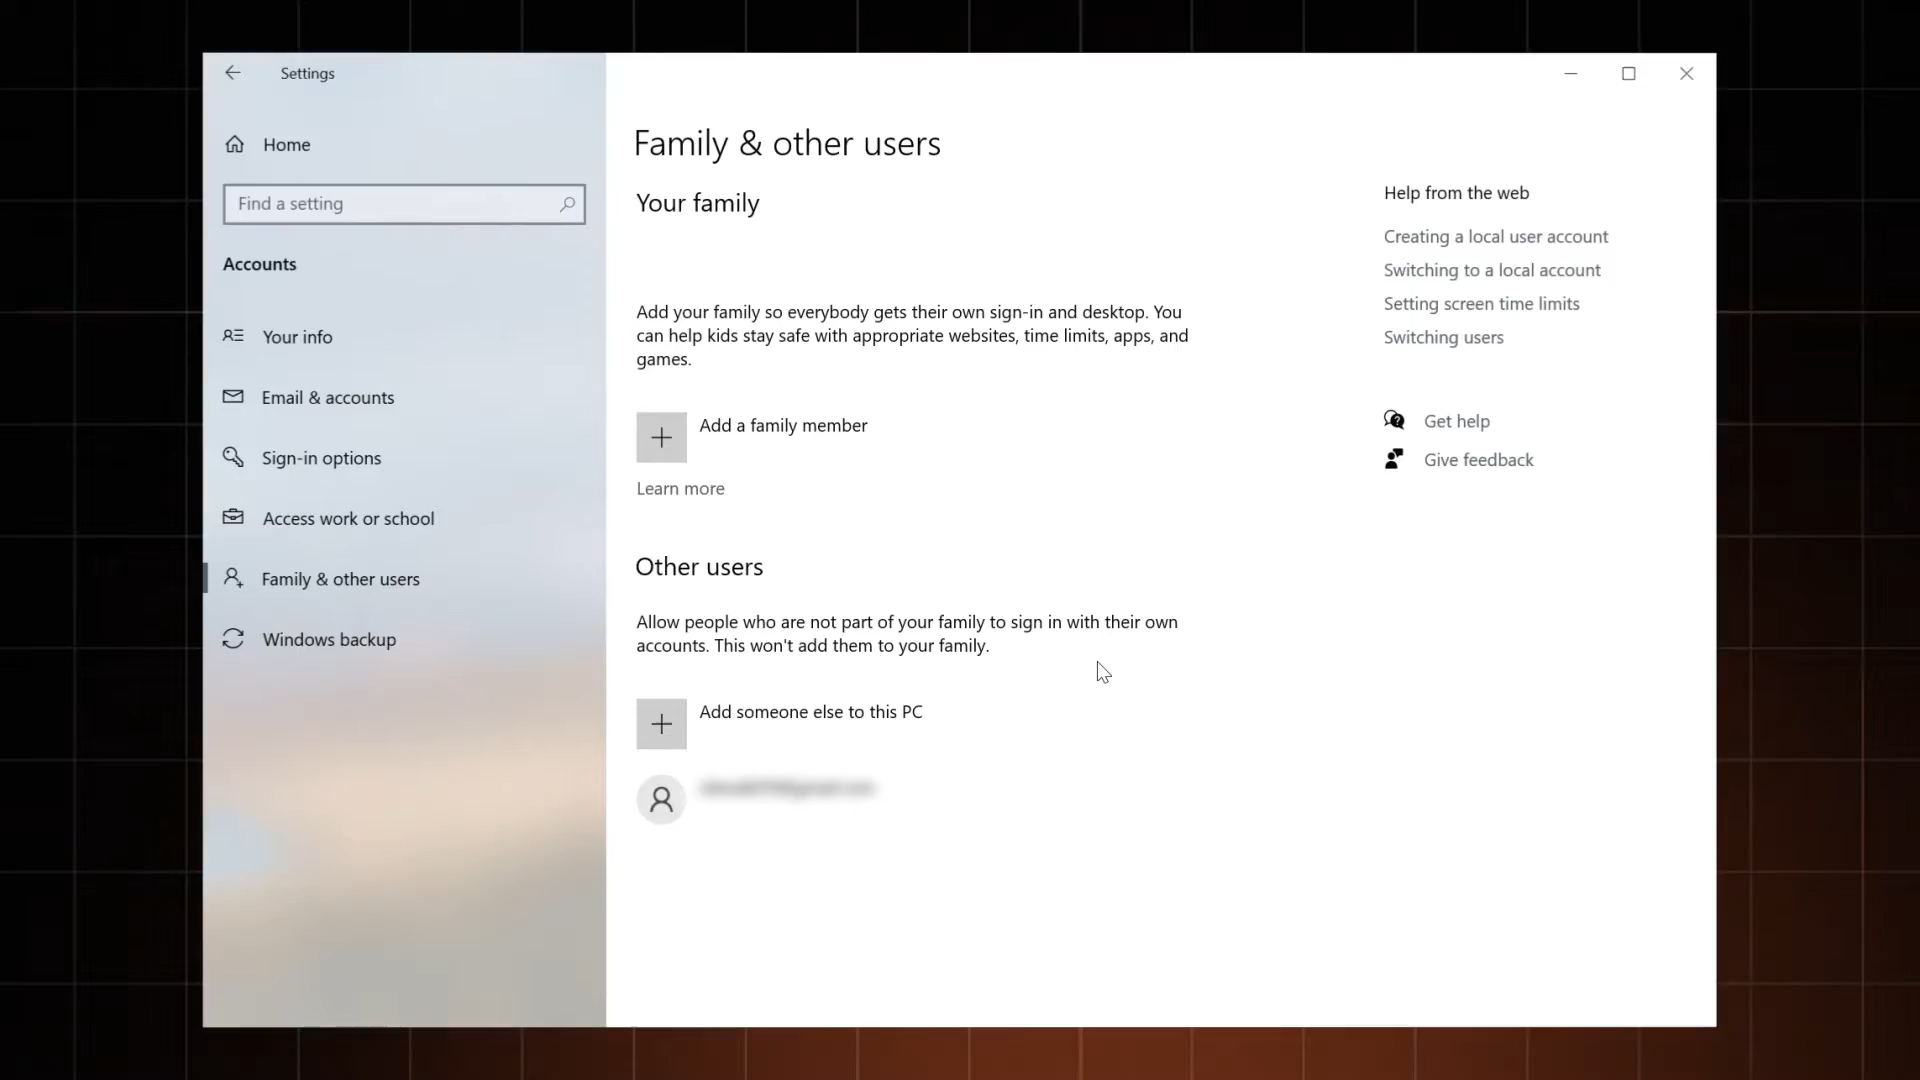 Settings
Home
Find a setting
Accounts
Your info
Email & accounts
Sign-in options
Access work or school
Family & other users
Windows backup
Family & other users
Your family
Add your family so everybody gets their own sign-in and desktop. You
can help kids stay safe with appropriate websites, time limits, apps, and
games.
Add a family member
Learn more
Other users
Allow people who are not part of your family to sign in with their own
accounts. This won't add them to your family.
Add someone else to this PC
Help from the web
Creating a local user account
Switching to a local account
Setting screen time limits
Switching users
Get help
Give feedback